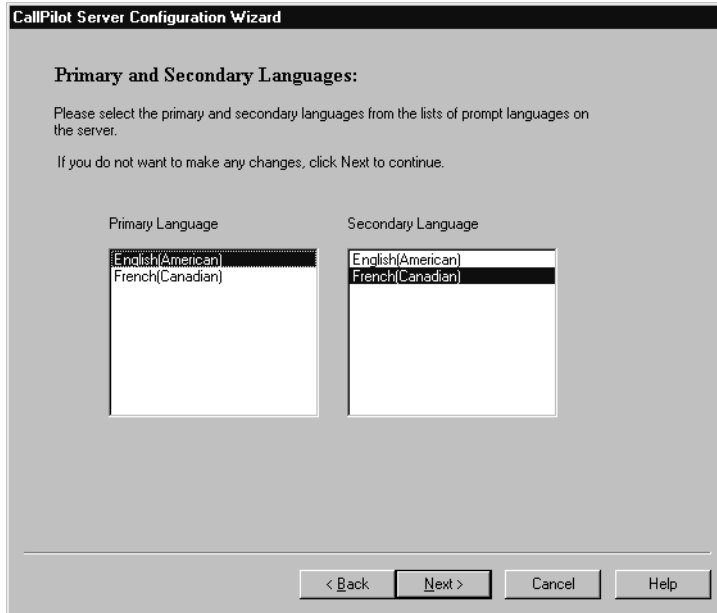 CallPilot Server Configuration Wizard
Primary and Secondary Languages:
Please select the primary and secondary languages from the lists of prompt languages on
the server.
If you do not want to make any changes, click Next to continue.
Primary Language
Secondary Language
English(American)
French(Canadian)
English(American)
French(Canadian)
< Back
Next >
Cancel
Help